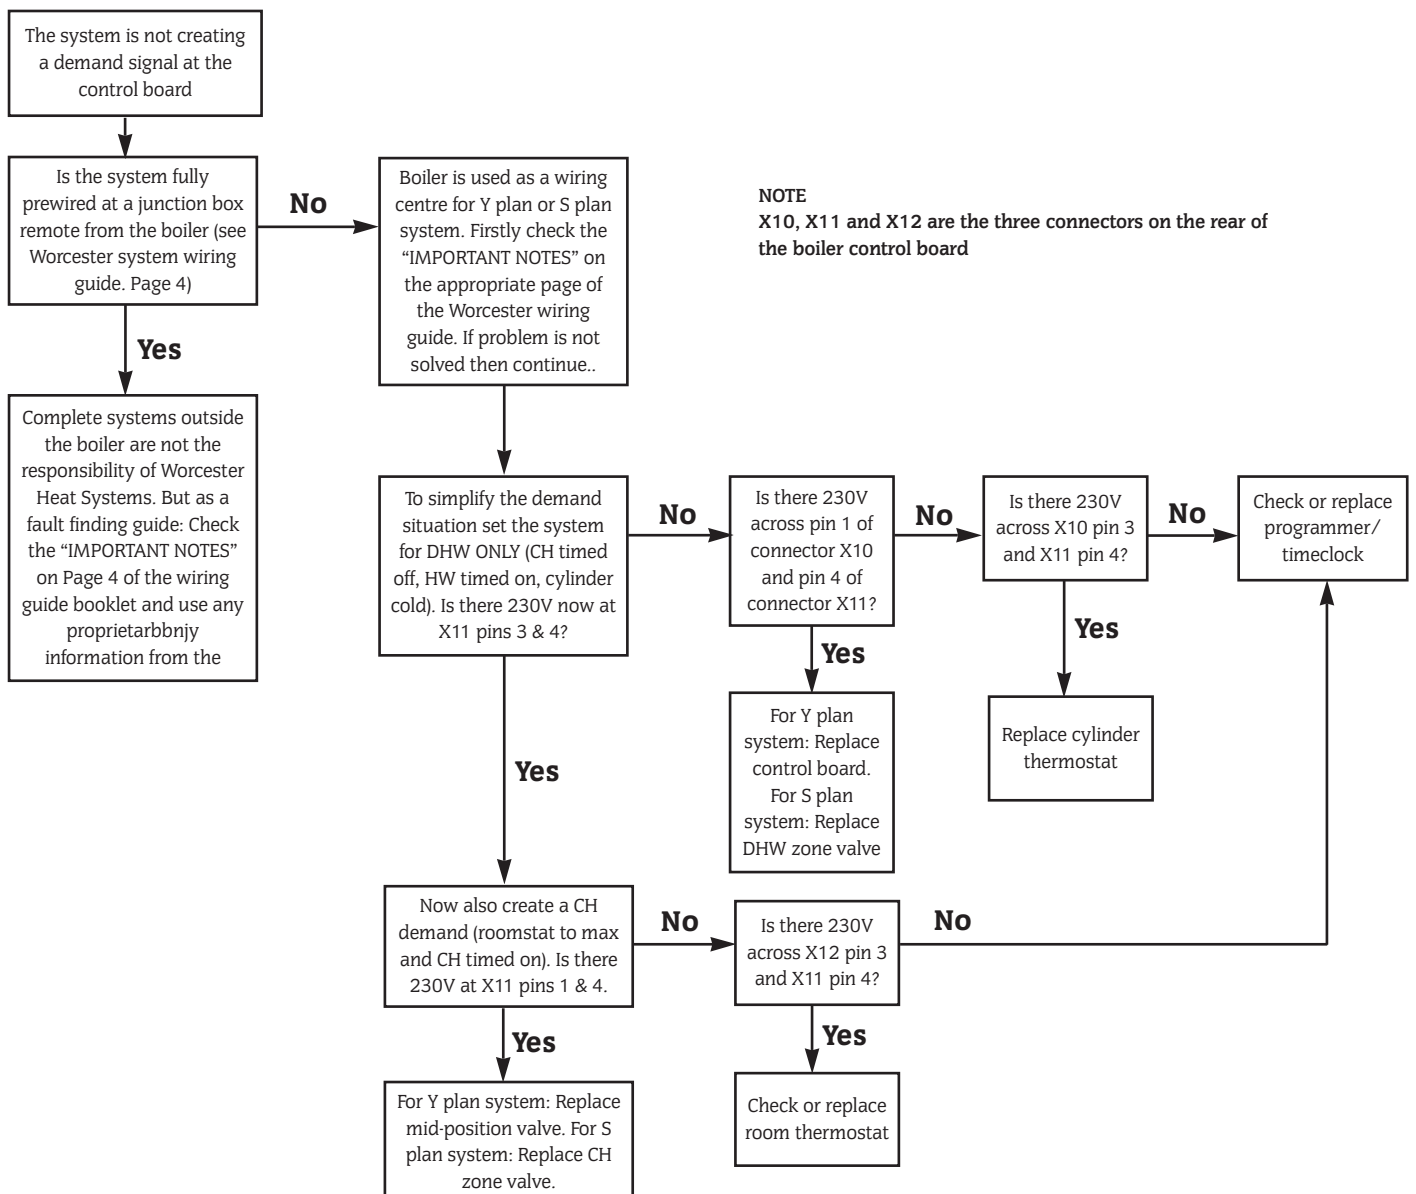 The system is not creating
a demand signal at the
control board
Is the system fully
prewired at a junction box
remote from the boiler (see
Worcester system wiring
guide. Page 4)
No
Boiler is used as a wiring
centre for Y plan or S plan
system. Firstly check the
“IMPORTANT NOTES” on
the appropriate page of
the Worcester wiring
guide. If problem is not
solved then continue..
NOTE
X10, X11 and X12 are the three connectors on the rear of
the boiler control board
Yes
Complete systems outside
the boiler are not the
responsibility of Worcester
Heat Systems. But as a
fault finding guide: Check
the “IMPORTANT NOTES”
on Page 4 of the wiring
guide booklet and use any
proprietarbbnjy
information from the
To simplify the demand
situation set the system
for DHW ONLY (CH timed
off, HW timed on, cylinder
cold). Is there 230V now at
X11 pins 3 & 4?
No
Is there 230V
across pin 1 of
connector X10
and pin 4 of
connector X11?
No
Is there 230V
across X10 pin 3
and X11 pin 4?
No
Check or replace
programmer/
timeclock
Yes
For Y plan
system: Replace
control board.
For S plan
system: Replace
DHW zone valve
Yes
Replace cylinder
thermostat
Yes
Now also create a CH
demand (roomstat to max
and CH timed on). Is there
230V at X11 pins 1 & 4.
No
Is there 230V
across X12 pin 3
and X11 pin 4?
No
Yes
For Y plan system: Replace
mid-position valve. For S
plan system: Replace CH
zone valve.
Yes
Check or replace
room thermostat